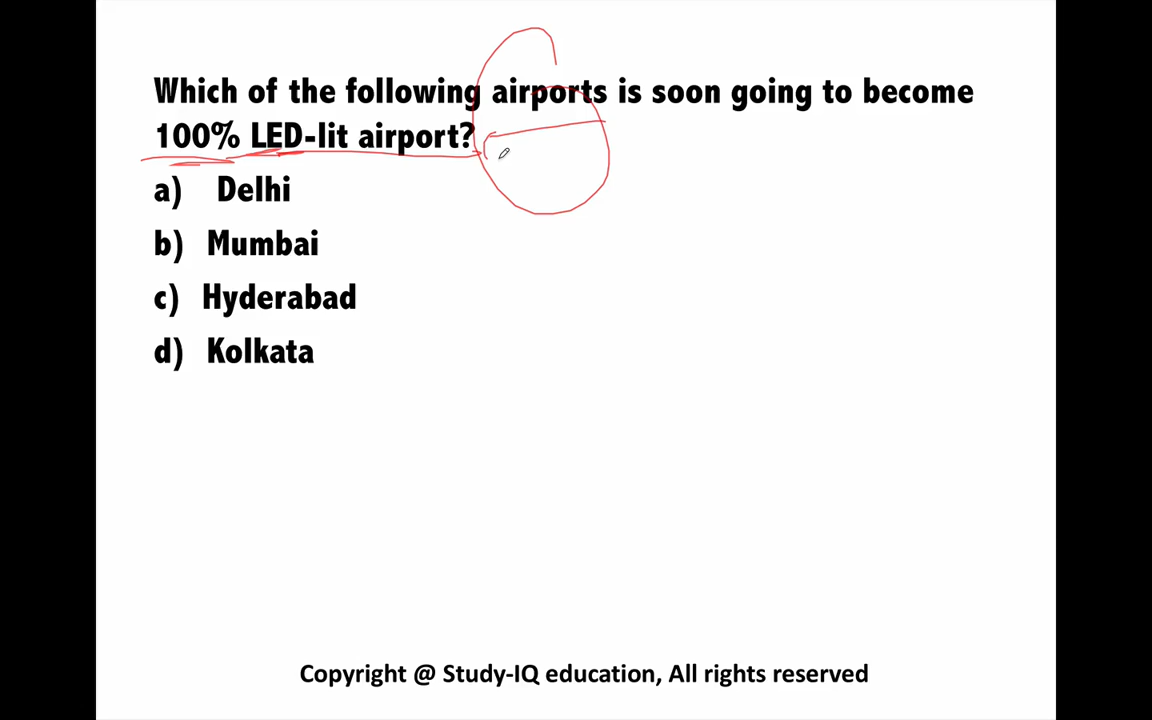 Which of the following airports is soon going to become
100% LED-lit airport?
a) Delhi
b) Mumbai
c) Hyderabad
d) Kolkata
Copyright @ Study-IQ education, All rights reserved